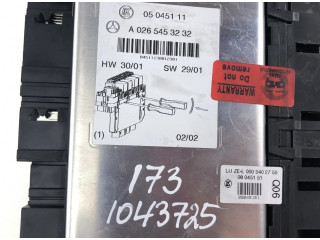 05 0451 11
A 026 545 32 32
HW 30/01 SW 29/01
(1) 02/02
WARRANTY
Do not
remove
006
173
1043725